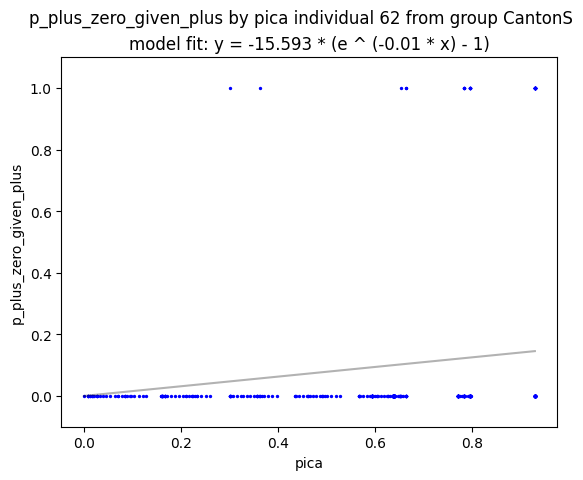 p_plus_zero_given_plus by pica individual 62 from group CantonS
model fit: y = -15.593 * (e ^ (-0.01 * x) - 1)
1.0
0.8
0.6
0.4
0.2
0.0
p_plus_zero_given_plus
0.0 0.2 0.4 0.6 0.8
pica